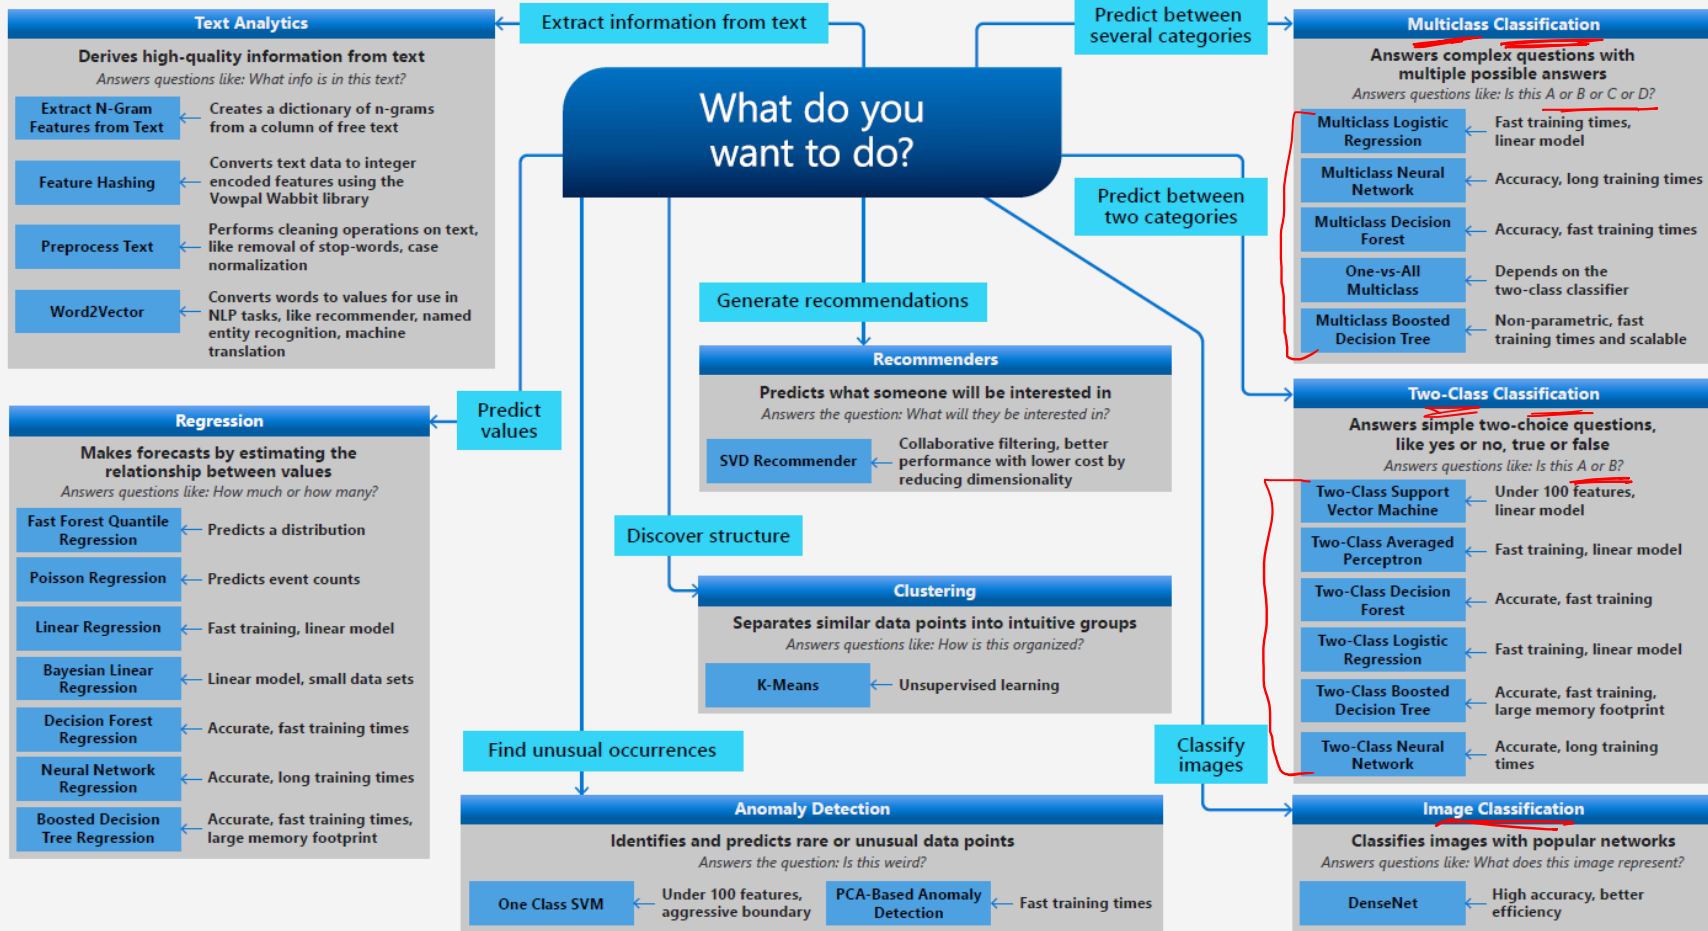 Extract information from text
Predict between
several categories
What do you
want to do?
Predict between
two categories
Generate recommendations
Predict
values
Discover structure
Find unusual occurrences
Classify
images
Text Analytics
Derives high-quality information from text
Answers questions like: What info is in this text?
Extract N-Gram
Features from Text
Creates a dictionary of n-grams
from a column of free text
Feature Hashing
Converts text data to integer
encoded features using the
Vowpal Wabbit library
Preprocess Text
Performs cleaning operations on text,
like removal of stop-words, case
normalization
Word2Vector
Converts words to values for use in
NLP tasks, like recommender, named
entity recognition, machine
translation
Regression
Makes forecasts by estimating the
relationship between values
Answers questions like: How much or how many?
Fast Forest Quantile
Regression
Predicts a distribution
Poisson Regression
Predicts event counts
Linear Regression
Fast training, linear model
Bayesian Linear
Regression
Linear model, small data sets
Decision Forest
Regression
Accurate, fast training times
Neural Network
Regression
Accurate, long training times
Boosted Decision
Tree Regression
Accurate, fast training times,
large memory footprint
Recommenders
Predicts what someone will be interested in
Answers the question: What will they be interested in?
SVD Recommender
Collaborative filtering, better
performance with lower cost by
reducing dimensionality
Clustering
Separates similar data points into intuitive groups
Answers questions like: How is this organized?
K-Means
Unsupervised learning
Anomaly Detection
Identifies and predicts rare or unusual data points
Answers the question: Is this weird?
One Class SVM
Under 100 features,
aggressive boundary
PCA-Based Anomaly
Detection
Fast training times
Multiclass Classification
Answers complex questions with
multiple possible answers
Answers questions like: Is this A or B or C or D?
Multiclass Logistic
Regression
Fast training times,
linear model
Multiclass Neural
Network
Accuracy, long training times
Multiclass Decision
Forest
Accuracy, fast training times
One-vs-All
Multiclass
Depends on the
two-class classifier
Multiclass Boosted
Decision Tree
Non-parametric, fast
training times and scalable
Two-Class Classification
Answers simple two-choice questions,
like yes or no, true or false
Answers questions like: Is this A or B?
Two-Class Support
Vector Machine
Under 100 features,
linear model
Two-Class Averaged
Perceptron
Fast training, linear model
Two-Class Decision
Forest
Accurate, fast training
Two-Class Logistic
Regression
Fast training, linear model
Two-Class Boosted
Decision Tree
Accurate, fast training,
large memory footprint
Two-Class Neural
Network
Accurate, long training
times
Image Classification
Classifies images with popular networks
Answers questions like: What does this image represent?
DenseNet
High accuracy, better
efficiency